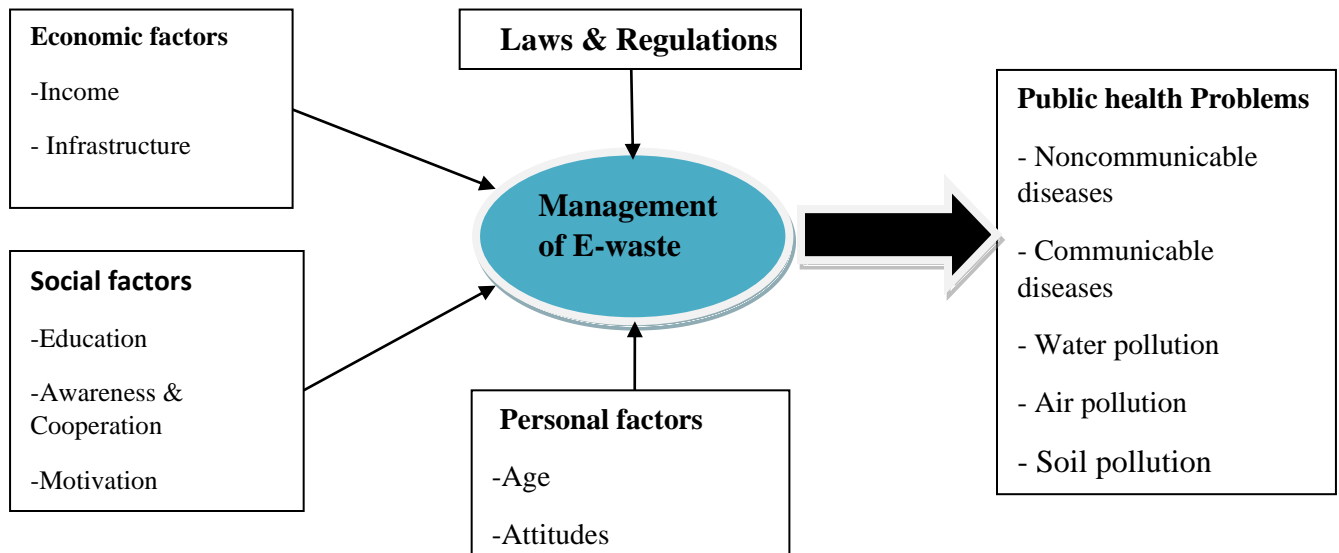 Economic factors
-Income
- Infrastructure
Laws & Regulations
Public health Problems
- Noncommunicable
diseases
- Communicable
diseases
- Water pollution
- Air pollution
- Soil pollution
Management
of E-waste
Social factors
-Education
-Awareness &
Cooperation
-Motivation
Personal factors
-Age
-Attitudes